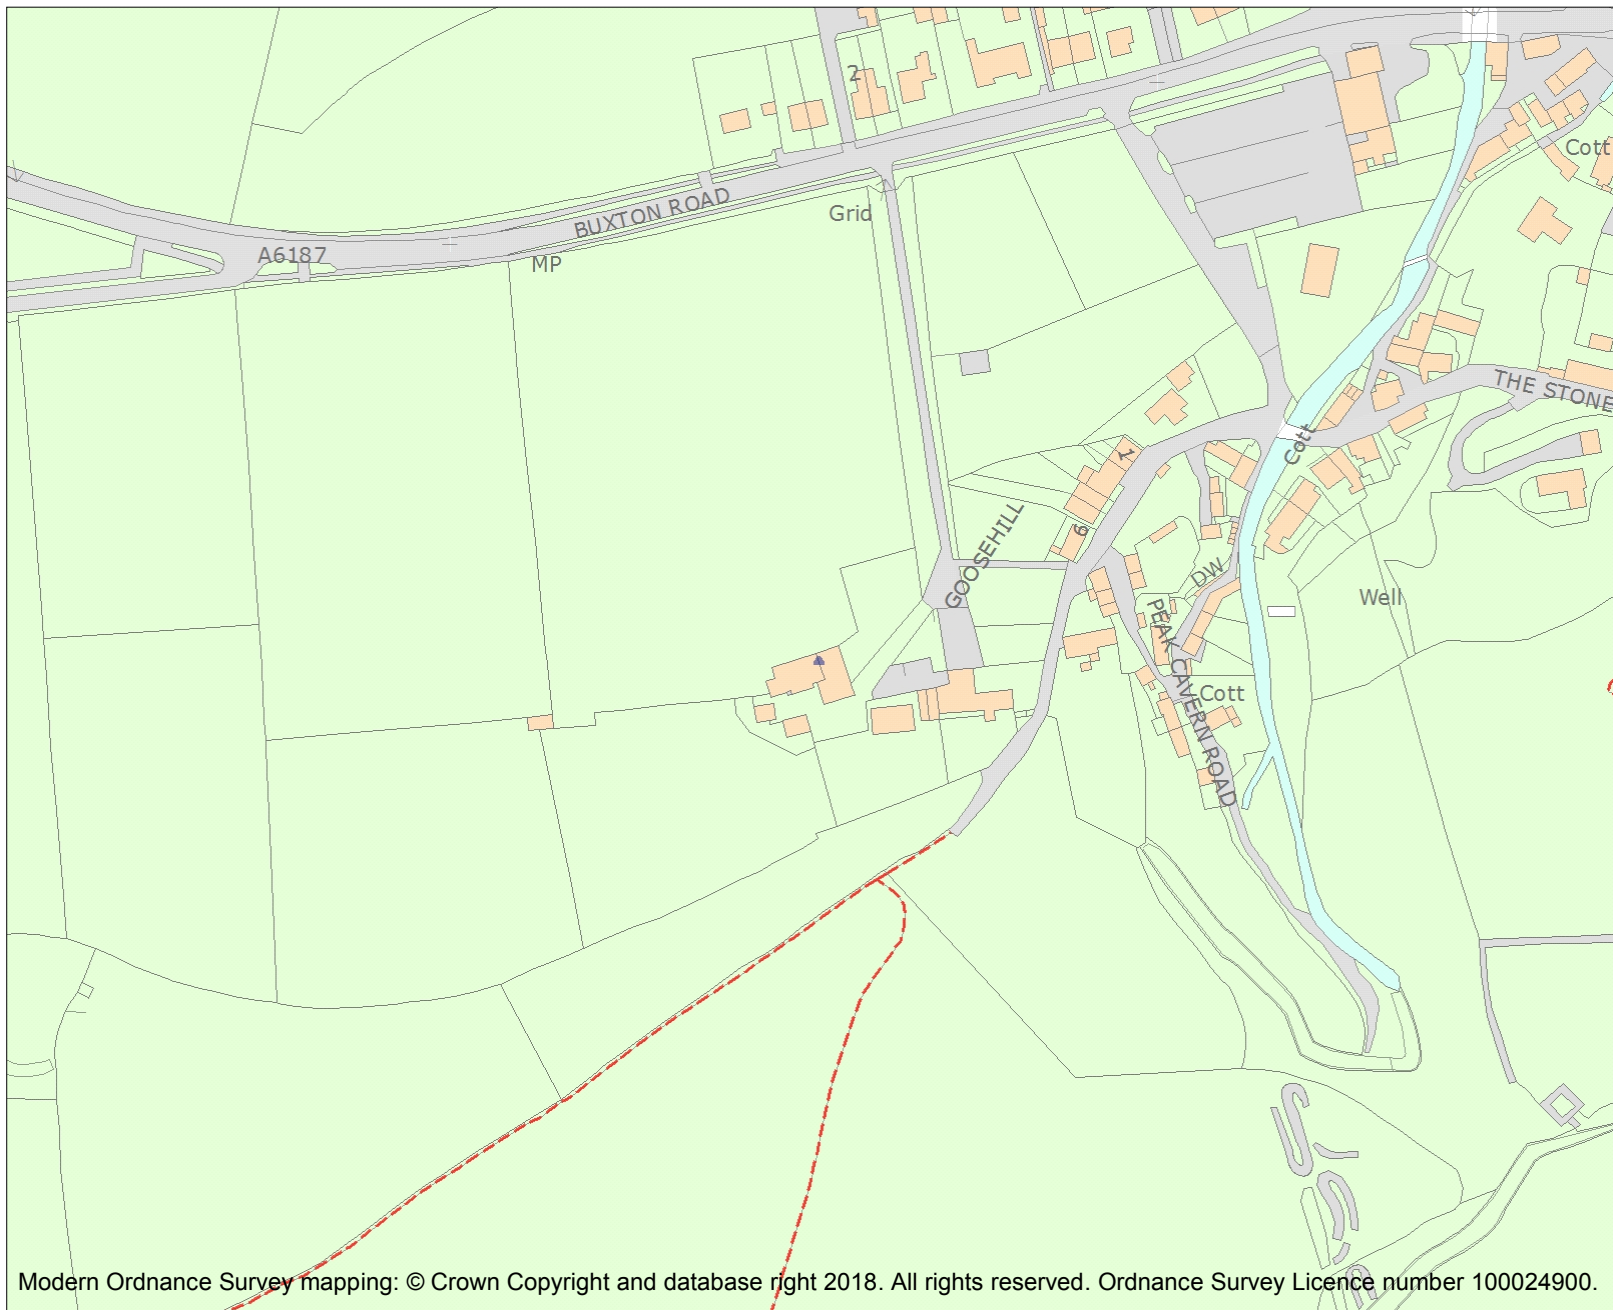 2
Cott
BUXTON ROAD
Grid
A6187
MP
THE STONE
1
Cott
6
GOOSEHILL
DW
Well
PEAK CAVERN ROAD
Cott
Modern Ordnance Survey mapping: © Crown Copyright and database right 2018. All rights reserved. Ordnance Survey Licence number 100024900.